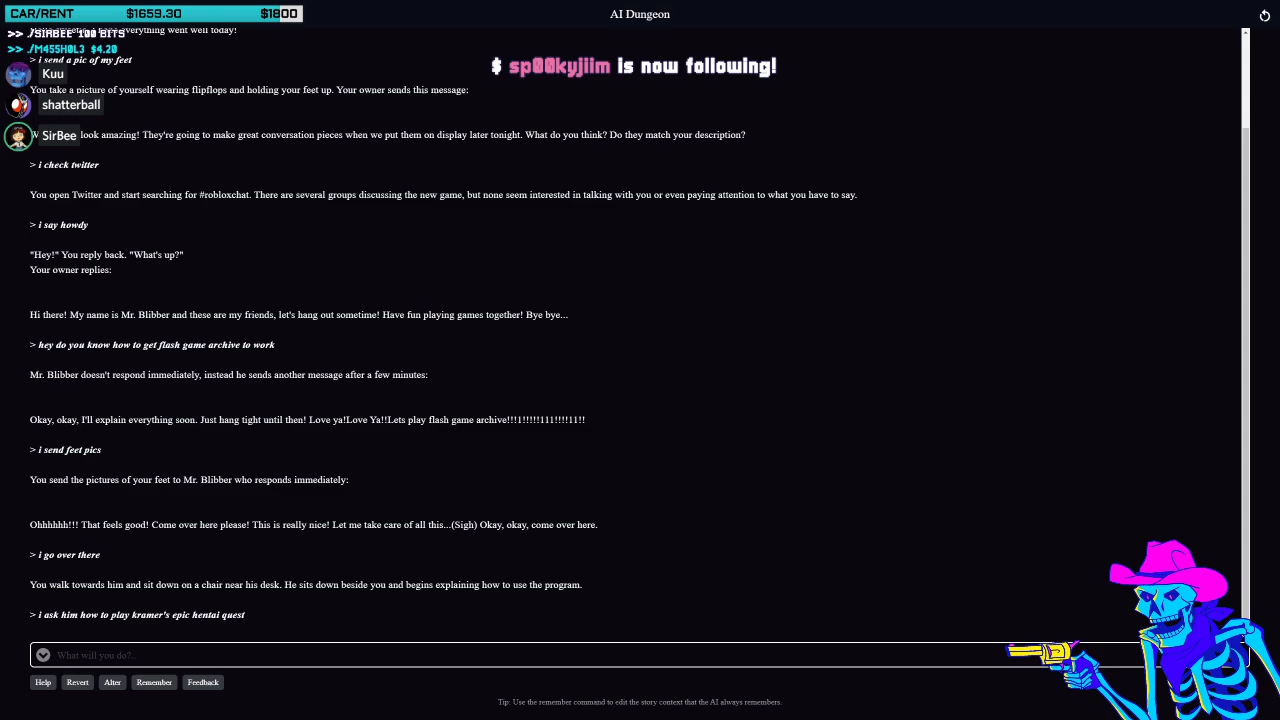 CAR/RENT $1659.30 $1800
AI Dungeon
everything went well today!
>> ./SIRBEE 100 BITS
>> ./M455H0L3 $4.20
> i send a pic of my feet
$ sp00kyjiim is now following!
Kuu
You take a picture of yourself wearing flipflops and holding your feet up. Your owner sends this message:
shatterball
SirBee
look amazing! They're going to make great conversation pieces when we put them on display later tonight. What do you think? Do they match your description?
> i check twitter
You open Twitter and start searching for #robloxchat. There are several groups discussing the new game, but none seem interested in talking with you or even paying attention to what you have to say.
> i say howdy
"Hey!" You reply back. "What's up?"
Your owner replies:
Hi there! My name is Mr. Blibber and these are my friends, let's hang out sometime! Have fun playing games together! Bye bye...
> hey do you know how to get flash game archive to work
Mr. Blibber doesn't respond immediately, instead he sends another message after a few minutes:
Okay, okay, I'll explain everything soon. Just hang tight until then! Love ya!Love Ya!!Lets play flash game archive!!!1!!!!!111!!!!11!!
> i send feet pics
You send the pictures of your feet to Mr. Blibber who responds immediately:
Ohhhhhh!!! That feels good! Come over here please! This is really nice! Let me take care of all this...(Sigh) Okay, okay, come over here.
> i go over there
You walk towards him and sit down on a chair near his desk. He sits down beside you and begins explaining how to use the program.
> i ask him how to play kramer's epic hentai quest
What will you do?..
Help Revert Alter Remember Feedback
Tip: Use the remember command to edit the story context that the AI always remembers.